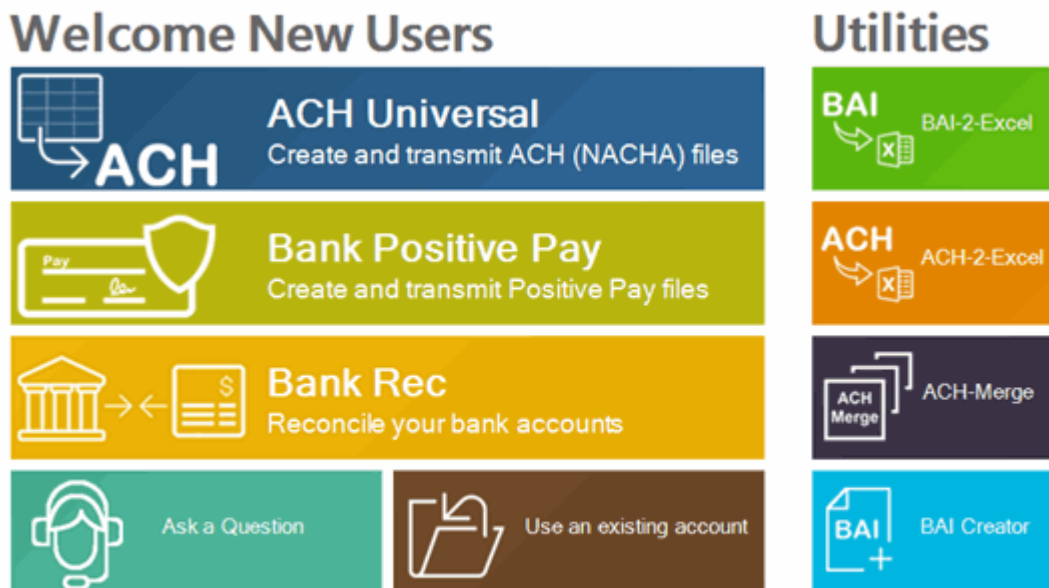 Welcome New Users
ACH
ACH Universal
Create and transmit ACH (NACHA) files
Pay
Bank Positive Pay
Create and transmit Positive Pay files
$
Bank Rec
Reconcile your bank accounts
Ask a Question
Use an existing account
Utilities
BAI
X
BAI-2-Excel
ACH
X
ACH-2-Excel
ACH
Merge
ACH-Merge
BAI
BAI Creator